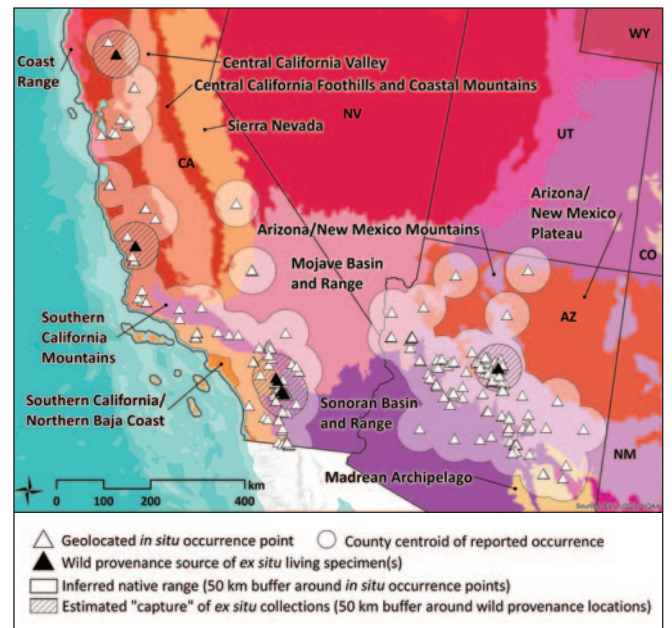 WY
Coast
Range
Central California Valley
Central California Foothills and Coastal Mountains
Sierra Nevada
NV
UT
CA
Arizona/
New Mexico
Plateau
Arizona/New Mexico Mountains
CO
Mojave Basin
and Range
AZ
Southern
California
Mountains
Southern California/
Northern Baja Coast
Sonoran Basin
and Range
NM
Madrean Archipelago
0 100 200 400
km
Geolocated in situ occurrence point
County centroid of reported occurrence
Wild provenance source of ex situ living specimen(s)
Inferred native range (50 km buffer around in situ occurrence points)
Estimated "capture" of ex situ collections (50 km buffer around wild provenance locations)